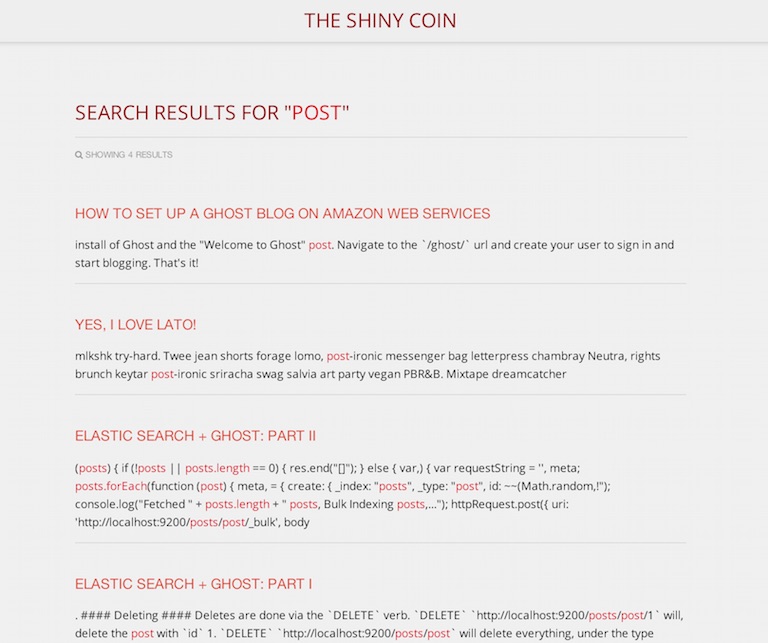 THE SHINY COIN
SEARCH RESULTS FOR "POST"
SHOWING 4 RESULTS
HOW TO SET UP A GHOST BLOG ON AMAZON WEB SERVICES
install of Ghost and the "Welcome to Ghost" post. Navigate to the `/ghost/` url and create your user to sign in and
start blogging. That's it!
YES, I LOVE LATO!
mlkshk try-hard. Twee jean shorts forage lomo, post-ironic messenger bag letterpress chambray Neutra, rights
brunch keytar post-ironic sriracha swag salvia art party vegan PBR&B. Mixtape dreamcatcher
ELASTIC SEARCH + GHOST: PART II
(posts) { if (!posts || posts.length == 0) { res.end("[]"); } else { var,) { var requestString = '', meta;
posts.forEach(function (post) { meta, = { create: { _index: "posts", _type: "post", id: ~~(Math.random,!");
console.log("Fetched " + posts.length + " posts, Bulk Indexing posts,..."); httpRequest.post({ uri:
'http://localhost:9200/posts/post/_bulk', body
ELASTIC SEARCH + GHOST: PART I
. #### Deleting #### Deletes are done via the `DELETE` verb. `DELETE` `http://localhost:9200/posts/post/1` will,
delete the post with `id` 1. `DELETE` `http://localhost:9200/posts/post` will delete everything, under the type